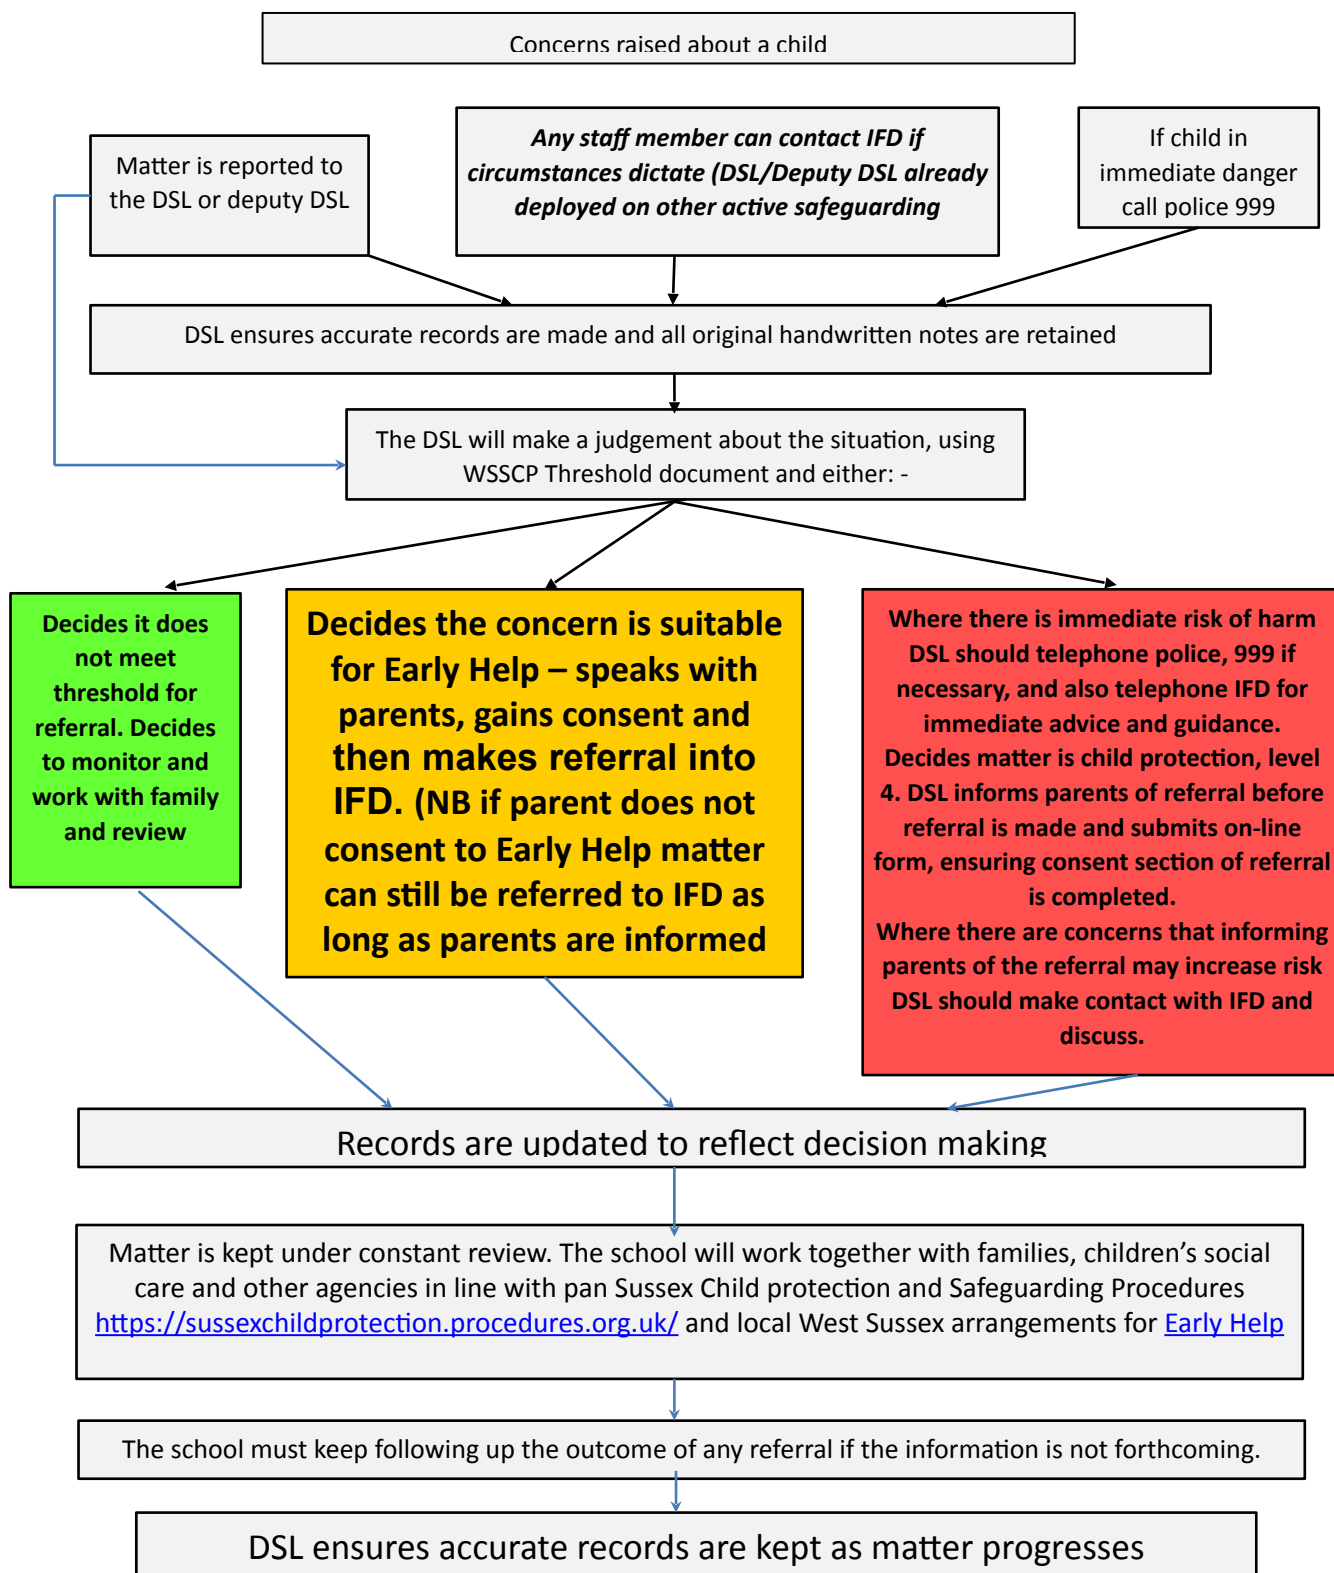 Concerns raised about a child
Matter is reported to
the DSL or deputy DSL
Any staff member can contact IFD if
circumstances dictate (DSL/Deputy DSL already
deployed on other active safeguarding
If child in
immediate danger
call police 999
DSL ensures accurate records are made and all original handwritten notes are retained
The DSL will make a judgement about the situation, using
WSSCP Threshold document and either: -
Decides it does
not meet
threshold for
referral. Decides
to monitor and
work with family
and review
Decides the concern is suitable
for Early Help – speaks with
parents, gains consent and
then makes referral into
IFD. (NB if parent does not
consent to Early Help matter
can still be referred to IFD as
long as parents are informed
Where there is immediate risk of harm
DSL should telephone police, 999 if
necessary, and also telephone IFD for
immediate advice and guidance.
Decides matter is child protection, level
4. DSL informs parents of referral before
referral is made and submits on-line
form, ensuring consent section of referral
is completed.
Where there are concerns that informing
parents of the referral may increase risk
DSL should make contact with IFD and
discuss.
Records are updated to reflect decision making
Matter is kept under constant review. The school will work together with families, children’s social
care and other agencies in line with pan Sussex Child protection and Safeguarding Procedures
https://sussexchildprotection.procedures.org.uk/ and local West Sussex arrangements for Early Help
The school must keep following up the outcome of any referral if the information is not forthcoming.
DSL ensures accurate records are kept as matter progresses